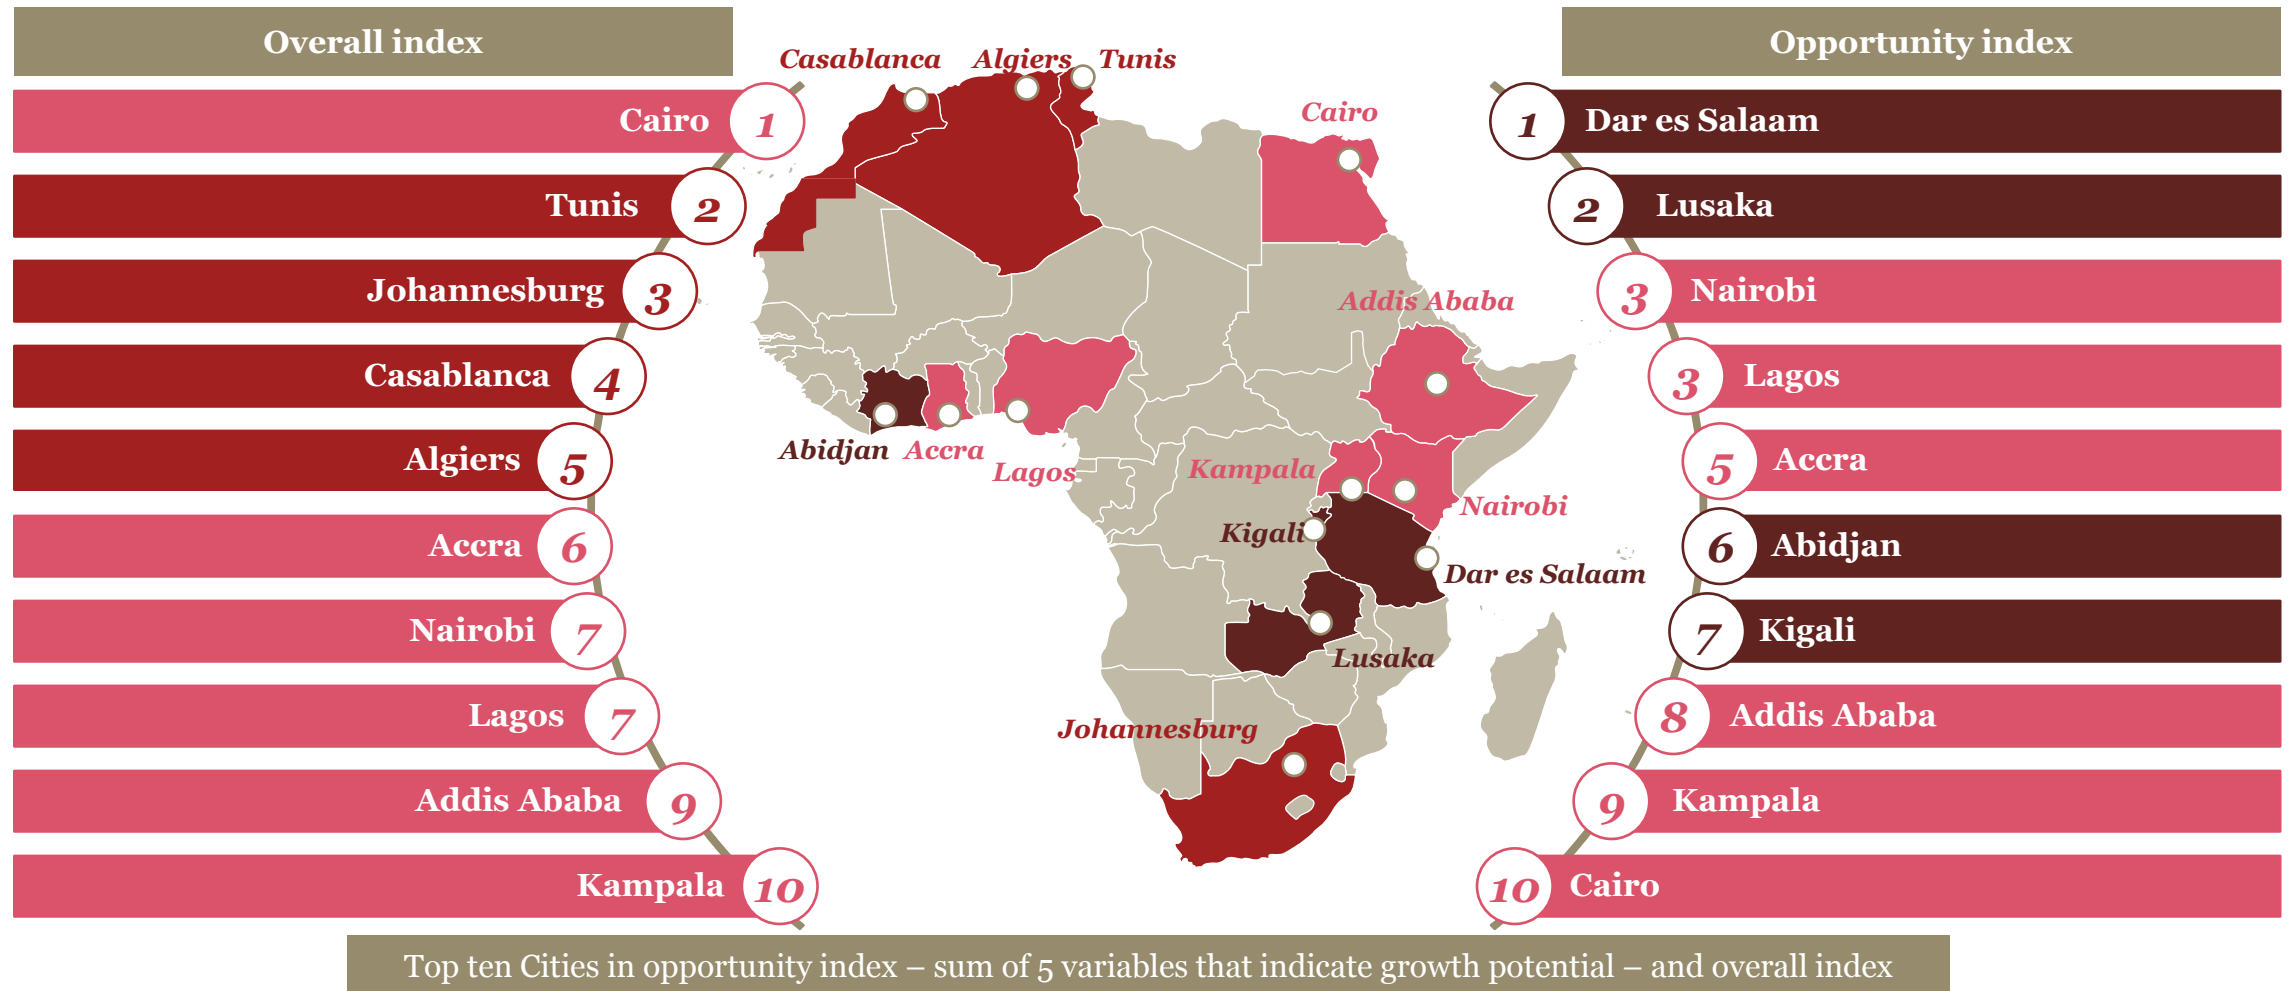 Overall index
Cairo 1
Tunis 2
Johannesburg 3
Casablanca 4
Algiers 5
Accra 6
Nairobi 7
Lagos 7
Addis Ababa 9
Kampala 10
Casablanca
Algiers
Tunis
Cairo
Addis Ababa
Abidjan
Accra
Lagos
Kampala
Nairobi
Kigali
Dar es Salaam
Lusaka
Johannesburg
Opportunity index
1 Dar es Salaam
2 Lusaka
3 Nairobi
3 Lagos
5 Accra
6 Abidjan
7 Kigali
8 Addis Ababa
9 Kampala
10 Cairo
Top ten Cities in opportunity index – sum of 5 variables that indicate growth potential – and overall index